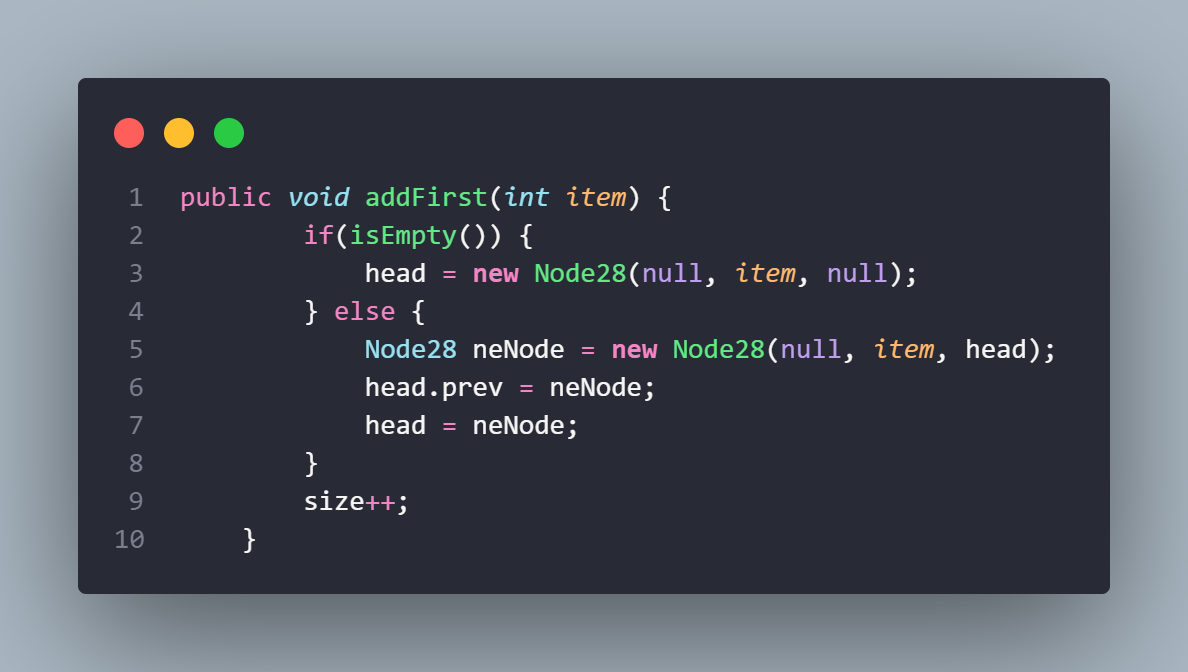 1 public void addFirst(int item) {
2         if(isEmpty()) {
3             head = new Node28(null, item, null);
4         } else {
5             Node28 neNode = new Node28(null, item, head);
6             head.prev = neNode;
7             head = neNode;
8         }
9         size++;
10     }